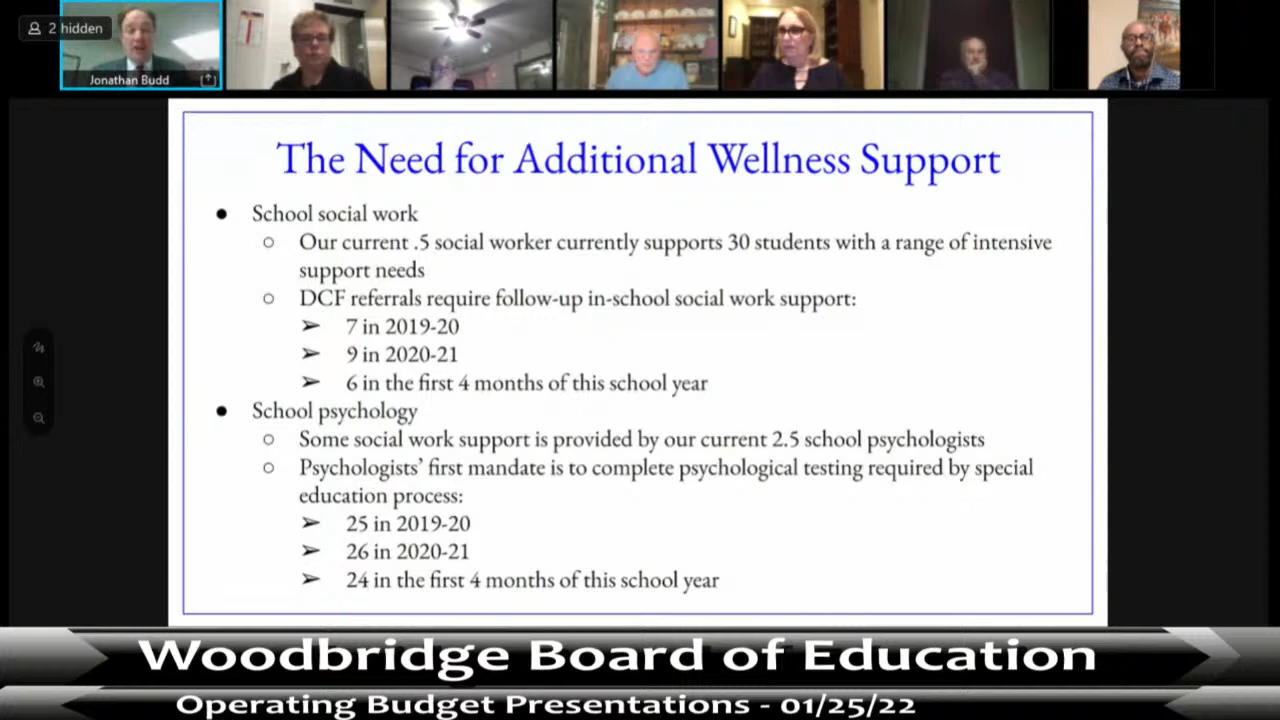 2 hidden
Jonathan Budd
The Need for Additional Wellness Support
● School social work
○ Our current .5 social worker currently supports 30 students with a range of intensive
support needs
○ DCF referrals require follow-up in-school social work support:
➢ 7 in 2019-20
➢ 9 in 2020-21
➢ 6 in the first 4 months of this school year
● School psychology
○ Some social work support is provided by our current 2.5 school psychologists
○ Psychologists’ first mandate is to complete psychological testing required by special
education process:
➢ 25 in 2019-20
➢ 26 in 2020-21
➢ 24 in the first 4 months of this school year
Woodbridge Board of Education
Operating Budget Presentations - 01/25/22